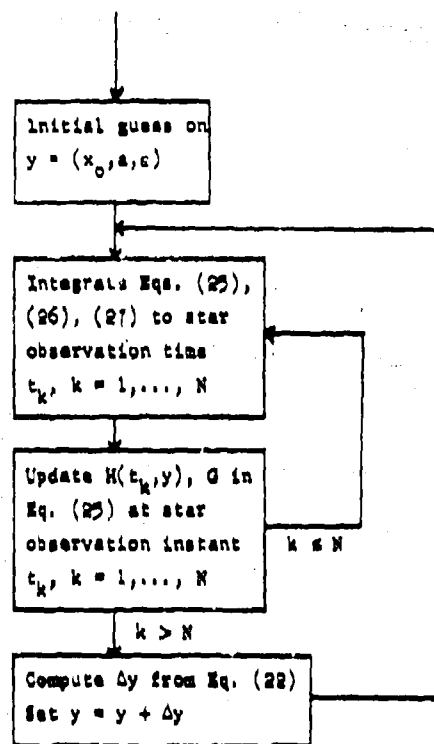 Initial guess on
y = (x₀,a,ε)
Integrate Eqs. (25),
(26), (27) to star
observation time
tₖ, k = 1,..., N
Update H(tₖ,y), G in
Eq. (23) at star
observation instant
tₖ, k = 1,..., N
k ≤ N
k > N
Compute Δy from Eq. (22)
Set y = y + Δy